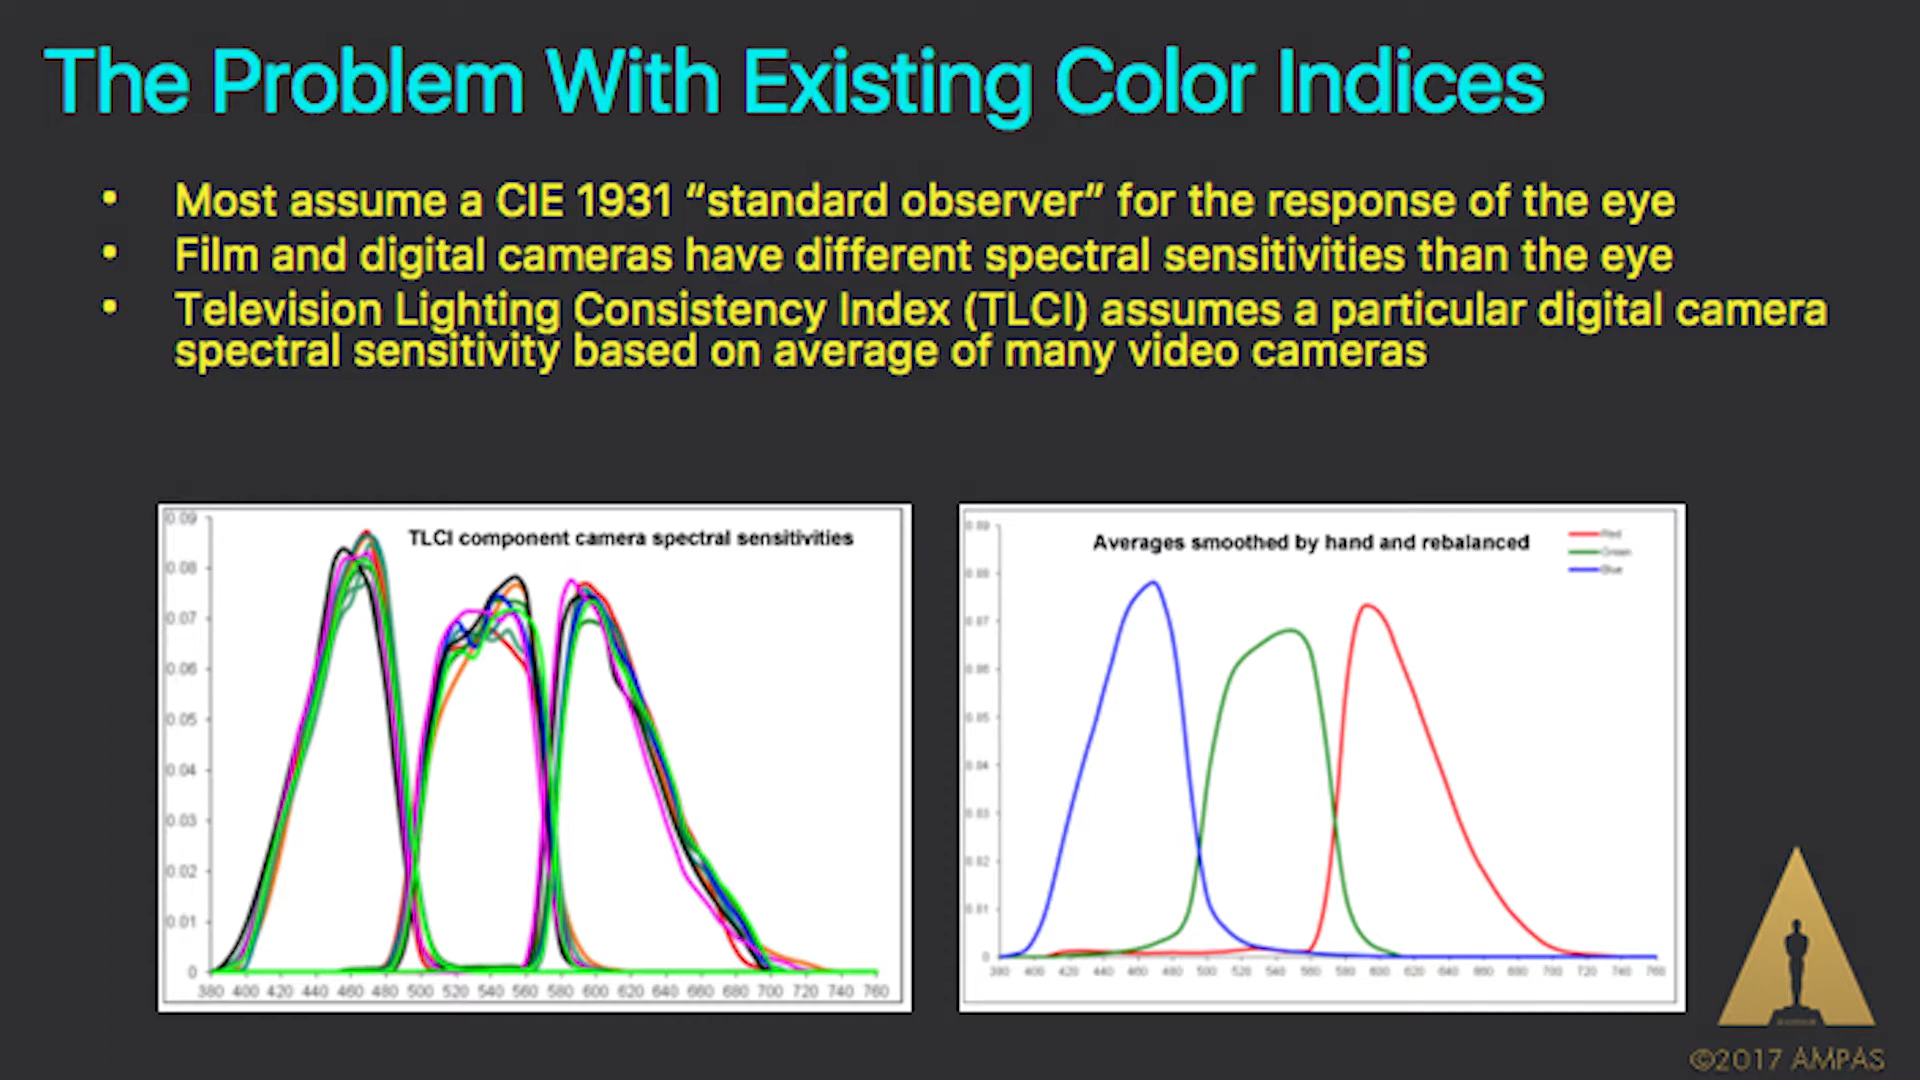 The Problem With Existing Color Indices
• Most assume a CIE 1931 “standard observer” for the response of the eye
• Film and digital cameras have different spectral sensitivities than the eye
• Television Lighting Consistency Index (TLCI) assumes a particular digital camera
spectral sensitivity based on average of many video cameras
TLCI component camera spectral sensitivities
0.09
0.08
0.07
0.06
0.05
0.04
0.03
0.02
0.01
0
380 400 420 440 460 480 500 520 540 560 580 600 620 640 660 680 700 720 740 760
Averages smoothed by hand and rebalanced
Red
Green
Blue
0.09
0.08
0.07
0.06
0.05
0.04
0.03
0.02
0.01
0
380 400 420 440 460 480 500 520 540 560 580 600 620 640 660 680 700 720 740 760
©2017 AMPAS